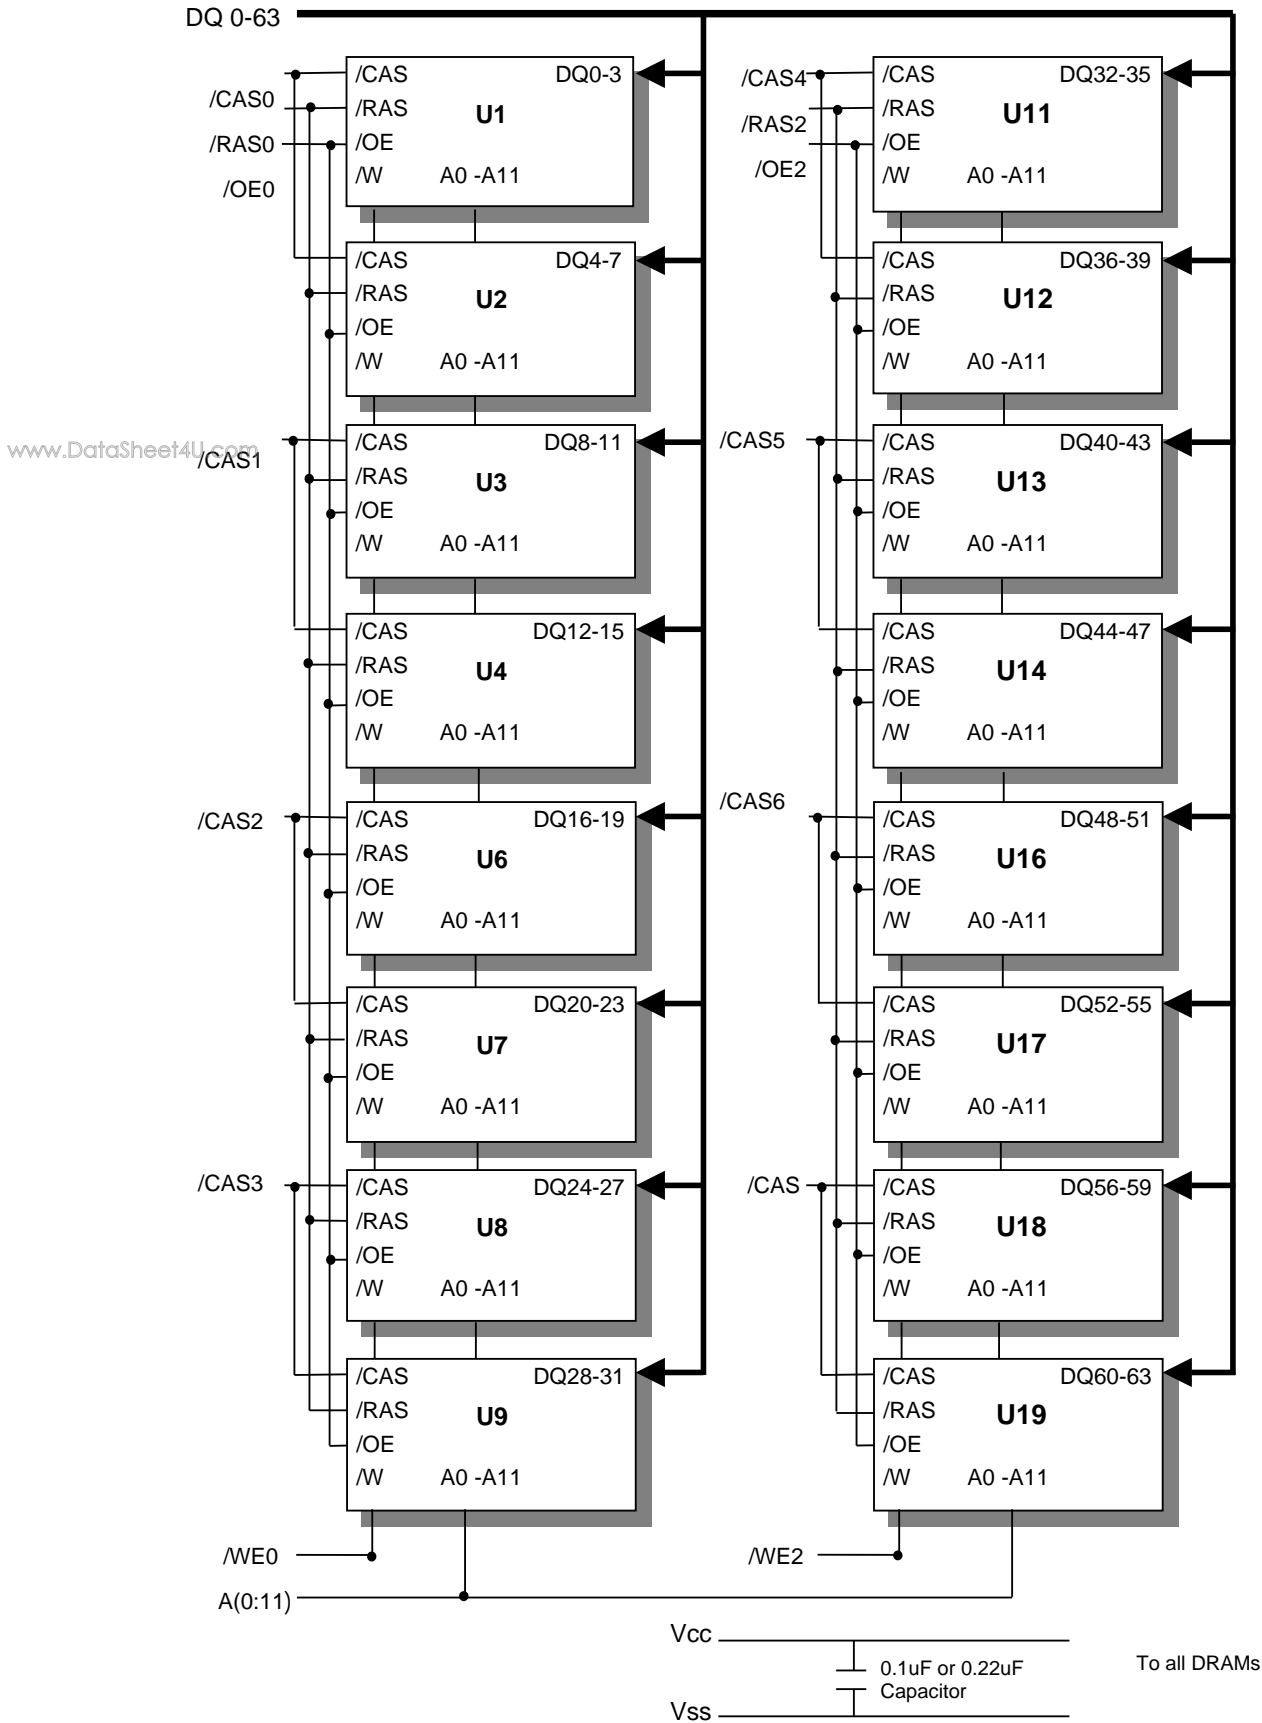 DQ 0-63
/CAS0
/RAS0
/OE0
/CAS DQ0-3
/RAS U1
/OE
/W A0 -A11
/CAS DQ4-7
/RAS U2
/OE
/W A0 -A11
www.DataSheet4U.com
/CAS1
/CAS DQ8-11
/RAS U3
/OE
/W A0 -A11
/CAS DQ12-15
/RAS U4
/OE
/W A0 -A11
/CAS2
/CAS DQ16-19
/RAS U6
/OE
/W A0 -A11
/CAS DQ20-23
/RAS U7
/OE
/W A0 -A11
/CAS3
/CAS DQ24-27
/RAS U8
/OE
/W A0 -A11
/CAS DQ28-31
/RAS U9
/OE
/W A0 -A11
/WE0
A(0:11)
/CAS4
/RAS2
/OE2
/CAS DQ32-35
/RAS U11
/OE
/W A0 -A11
/CAS DQ36-39
/RAS U12
/OE
/W A0 -A11
/CAS5
/CAS DQ40-43
/RAS U13
/OE
/W A0 -A11
/CAS DQ44-47
/RAS U14
/OE
/W A0 -A11
/CAS6
/CAS DQ48-51
/RAS U16
/OE
/W A0 -A11
/CAS DQ52-55
/RAS U17
/OE
/W A0 -A11
/CAS
/CAS DQ56-59
/RAS U18
/OE
/W A0 -A11
/CAS DQ60-63
/RAS U19
/OE
/W A0 -A11
/WE2
Vcc
0.1uF or 0.22uF
Capacitor
Vss
To all DRAMs